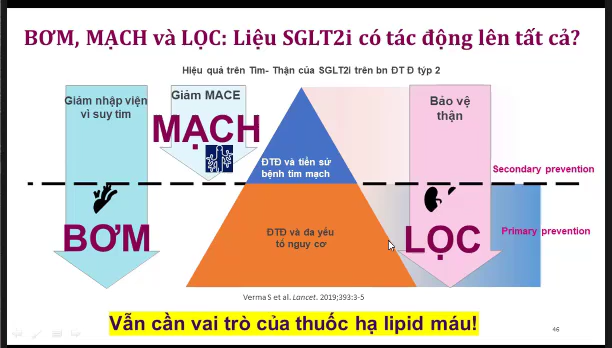 BƠM, MẠCH và LỌC: Liệu SGLT2i có tác động lên tất cả?
Hiệu quả trên Tim- Thận của SGLT2i trên bn ĐT Đ týp 2
Giảm nhập viện
vì suy tim
Giảm MACE
MẠCH
Bảo vệ
thận
ĐTĐ và tiền sử
bệnh tim mạch
Secondary prevention
BƠM
ĐTĐ và đa yếu
tố nguy cơ
LỌC
Primary prevention
Verma S et al. Lancet. 2019;393:3-5
Vẫn cần vai trò của thuốc hạ lipid máu!
46